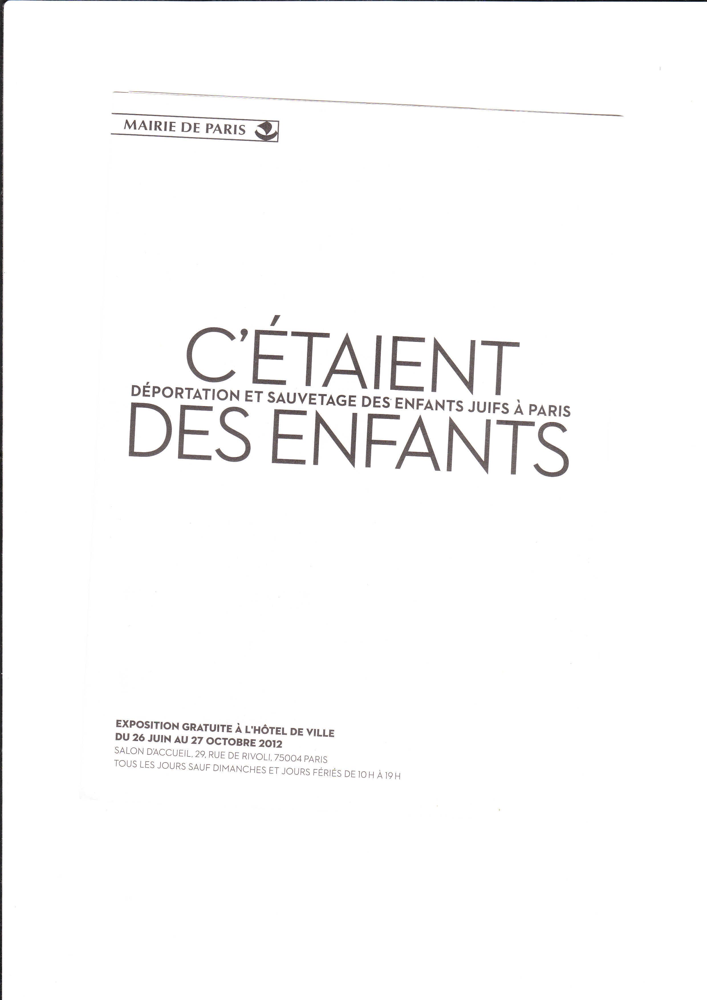 MAIRIE DE PARIS
C'ÉTAIENT
DÉPORTATION ET SAUVETAGE DES ENFANTS JUIFS À PARIS
DES ENFANTS
EXPOSITION GRATUITE À L'HÔTEL DE VILLE
DU 26 JUIN AU 27 OCTOBRE 2012
SALON D'ACCUEIL, 29, RUE DE RIVOLI, 75004 PARIS
TOUS LES JOURS SAUF DIMANCHES ET JOURS FÉRIÉS DE 10 H À 19 H